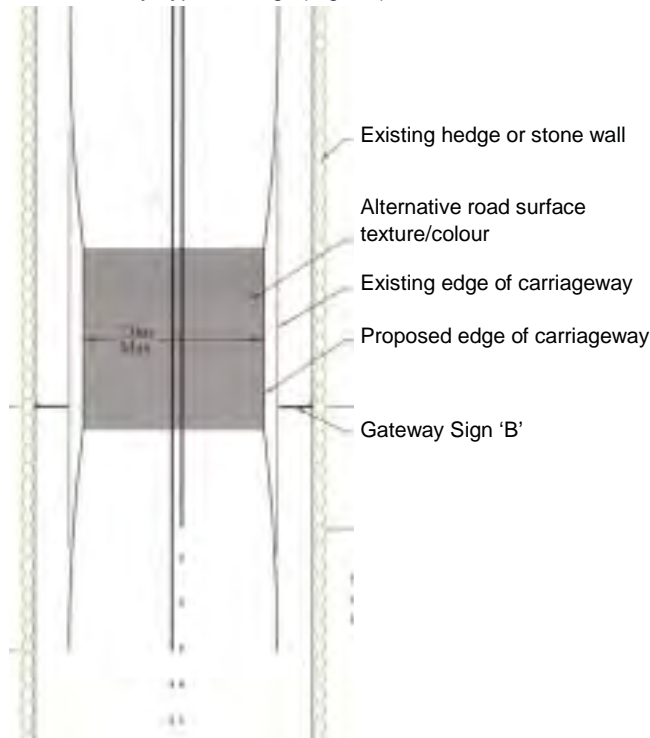 Existing hedge or stone wall
Alternative road surface
texture/colour
Existing edge of carriageway
Proposed edge of carriageway
Gateway Sign ‘B’